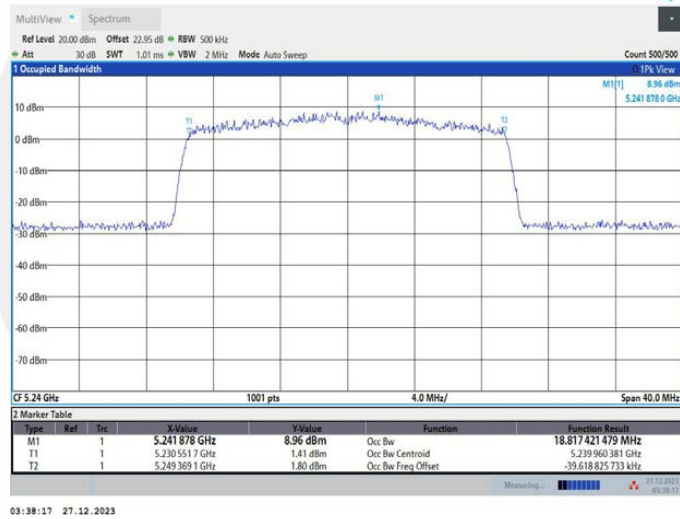 MultiView Spectrum
Ref Level 20.00 dBm Offset 22.95 dB RBW 500 kHz
Att 30 dB SWT 1.01 ms VBW 2 MHz Mode Auto Sweep Count 500/500
1 Occupied Bandwidth 1Pk View
M1[1] 8.96 dBm
5.241 878 0 GHz
M1
10 dBm
T1 T2
0 dBm
-10 dBm
-20 dBm
-30 dBm
-40 dBm
-50 dBm
-60 dBm
-70 dBm
CF 5.24 GHz 1001 pts 4.0 MHz/ Span 40.0 MHz
2 Marker Table
Type Ref Trc X-Value Y-Value Function Function Result
M1 1 5.241 878 GHz 8.96 dBm Occ Bw 18.817 421 479 MHz
T1 1 5.230 551 7 GHz 1.41 dBm Occ Bw Centroid 5.239 960 381 GHz
T2 1 5.249 369 1 GHz 1.80 dBm Occ Bw Freq Offset -39.618 825 733 kHz
Measuring... 27.12.2023
03:38:17
03:38:17 27.12.2023